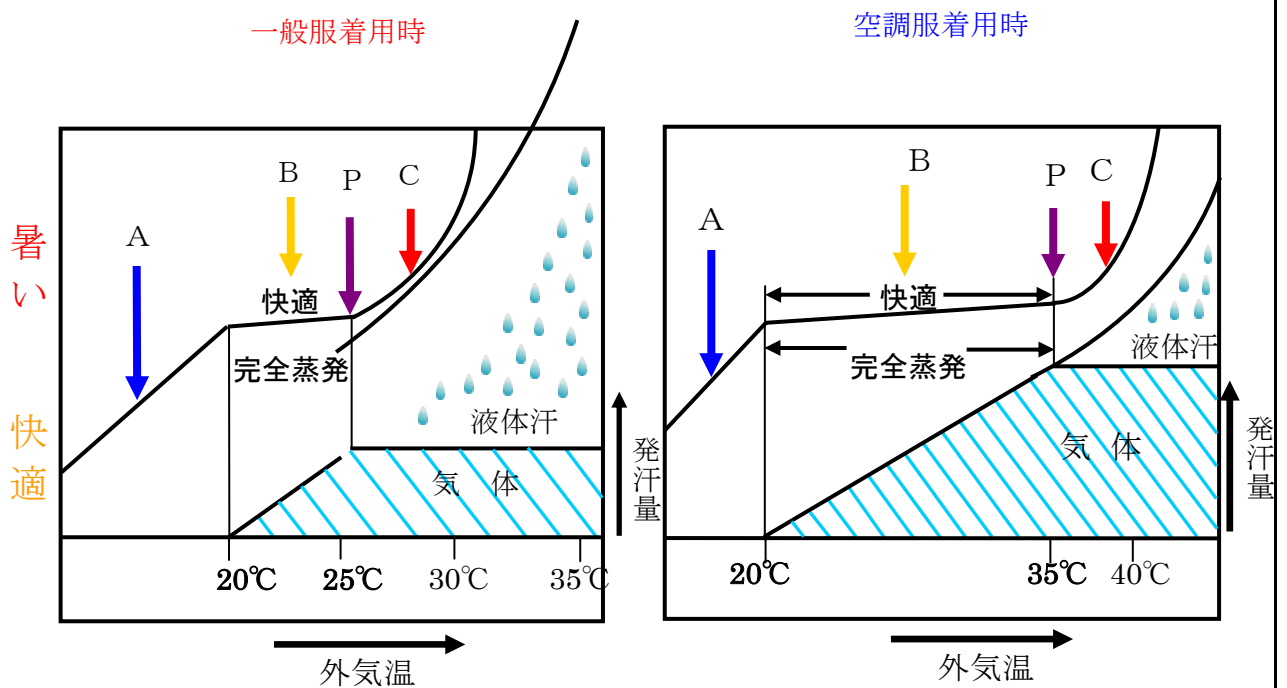 一般服着用時
空調服着用時
暑い
快適
A
B
P
C
快適
完全蒸発
液体汗
気 体
発汗量
20℃
25℃
30℃
35℃
外気温
A
B
P
C
快適
完全蒸発
液体汗
気 体
発汗量
20℃
35℃
40℃
外気温